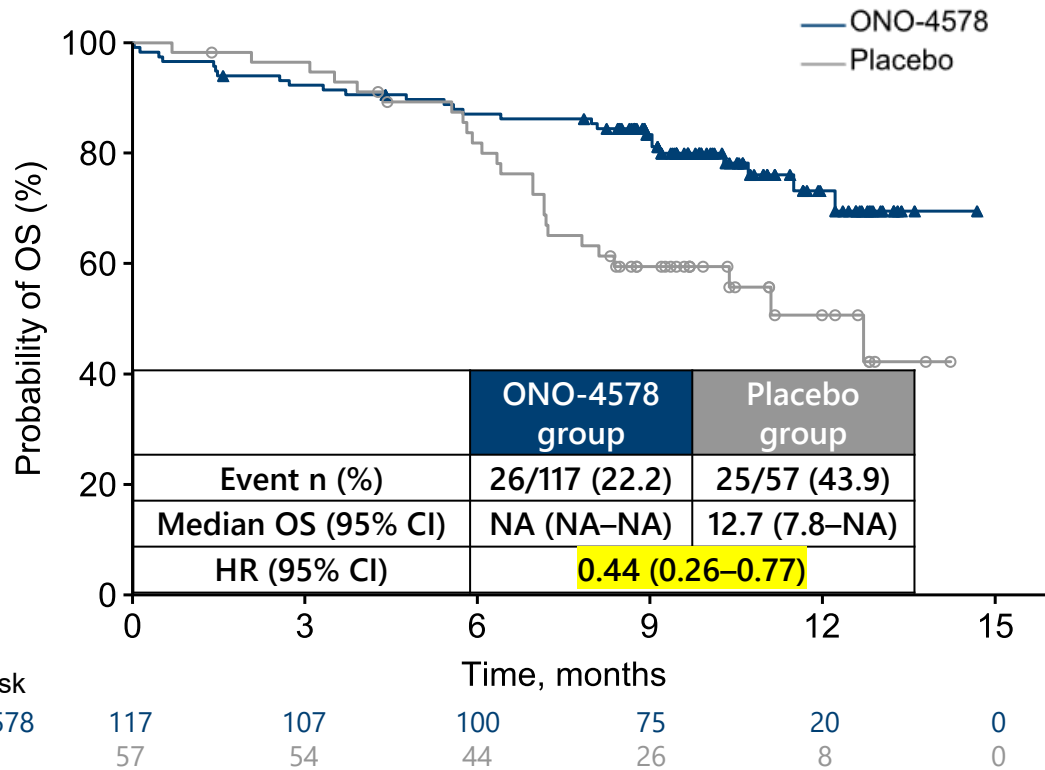 ONO-4578
Placebo
Probability of OS (%)
100
80
60
40
20
0
ONO-4578 group
Placebo group
Event n (%) 26/117 (22.2) 25/57 (43.9)
Median OS (95% CI) NA (NA–NA) 12.7 (7.8–NA)
HR (95% CI) 0.44 (0.26–0.77)
0 3 6 9 12 15
Time, months
sk
578 117 107 100 75 20 0
57 54 44 26 8 0